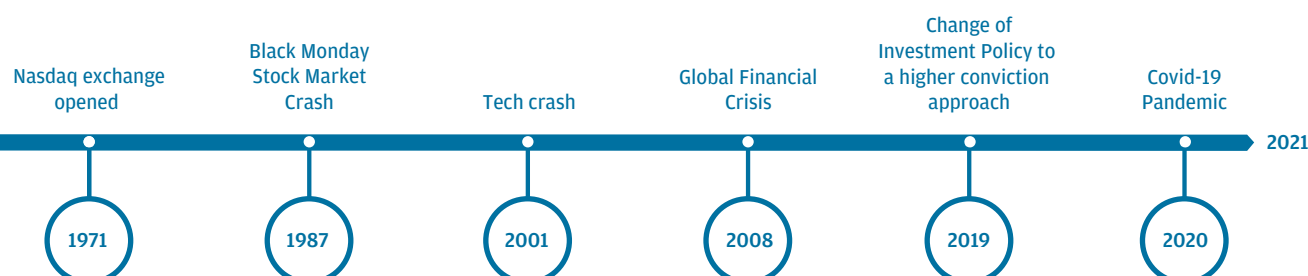 Nasdaq exchange
opened
Black Monday
Stock Market
Crash
Tech crash
Global Financial
Crisis
Change of
Investment Policy to
a higher conviction
approach
Covid-19
Pandemic
2021
1971
1987
2001
2008
2019
2020